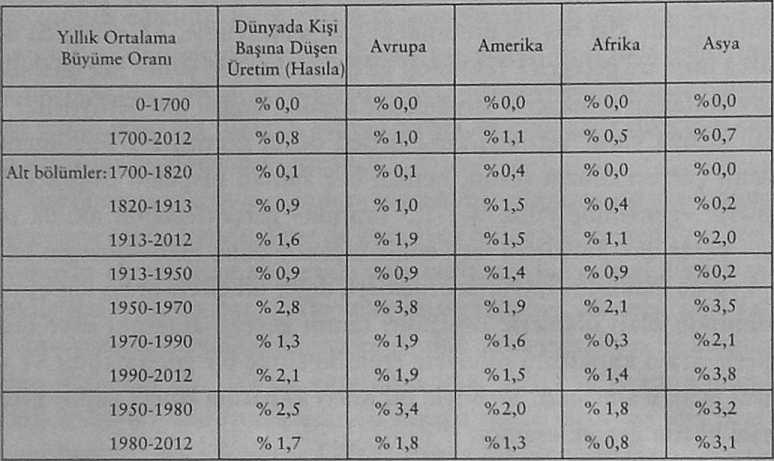 Yıllık Ortalama Büyüme Oranı | Dünyada Kişi Başına Düşen Üretim (Hasıla) | Avrupa | Amerika | Afrika | Asya
0-1700 | % 0,0 | % 0,0 | %0,0 | % 0,0 | %0,0
1700-2012 | % 0,8 | % 1,0 | %1,1 | % 0,5 | %0,7
Alt bölümler:1700-1820 | % 0,1 | % 0,1 | %0,4 | % 0,0 | %0,0
1820-1913 | % 0,9 | % 1,0 | %1,5 | % 0,4 | %0,2
1913-2012 | % 1,6 | % 1,9 | %1,5 | % 1,1 | %2,0
1913-1950 | % 0,9 | % 0,9 | %1,4 | % 0,9 | %0,2
1950-1970 | % 2,8 | % 3,8 | %1,9 | % 2,1 | %3,5
1970-1990 | % 1,3 | % 1,9 | %1,6 | % 0,3 | %2,1
1990-2012 | % 2,1 | % 1,9 | %1,5 | % 1,4 | %3,8
1950-1980 | % 2,5 | % 3,4 | %2,0 | % 1,8 | %3,2
1980-2012 | % 1,7 | % 1,8 | %1,3 | % 0,8 | %3,1